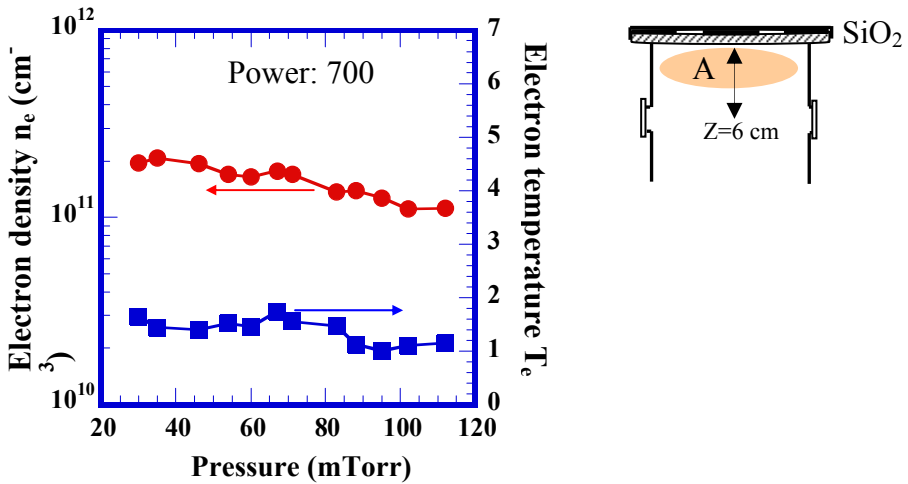 10¹²
10¹¹
10¹⁰
Electron density nₑ (cm⁻
³)
Power: 700
7
6
5
4
3
2
1
0
Electron temperature Tₑ
20 40 60 80 100 120
Pressure (mTorr)
SiO₂
A
Z=6 cm